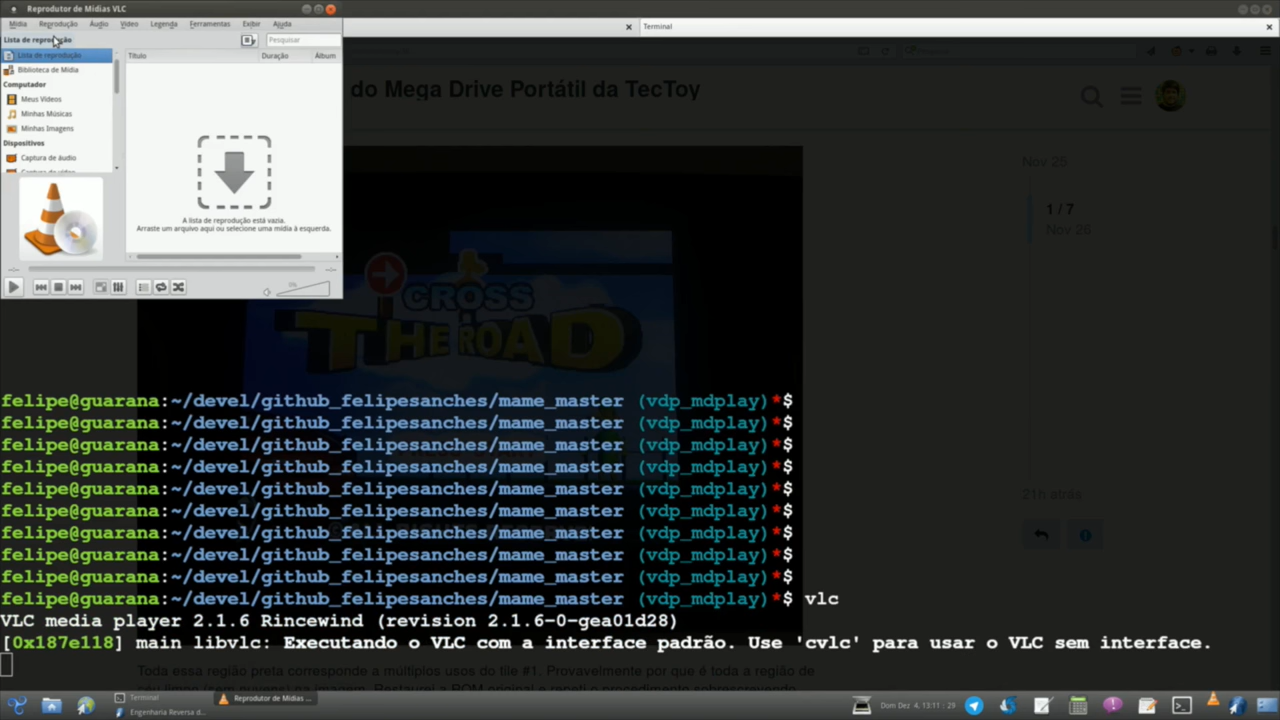 Reprodutor de Mídias VLC
Mídia Reprodução Áudio Vídeo Legenda Ferramentas Exibir Ajuda
Lista de reprodução
Pesquisar
Lista de reprodução
Biblioteca de Mídia
Computador
Meus Vídeos
Minhas Músicas
Minhas Imagens
Dispositivos
Captura de áudio
Captura de vídeo
Título Duração Álbum
A lista de reprodução está vazia.
Arraste um arquivo aqui ou selecione uma mídia à esquerda.
0%
Terminal
do Mega Drive Portátil da TecToy
Nov 25
1 / 7
Nov 26
21h atrás
CROSS
THE ROAD
felipe@guarana:~/devel/github_felipesanches/mame_master (vdp_mdplay)*$
felipe@guarana:~/devel/github_felipesanches/mame_master (vdp_mdplay)*$
felipe@guarana:~/devel/github_felipesanches/mame_master (vdp_mdplay)*$
felipe@guarana:~/devel/github_felipesanches/mame_master (vdp_mdplay)*$
felipe@guarana:~/devel/github_felipesanches/mame_master (vdp_mdplay)*$
felipe@guarana:~/devel/github_felipesanches/mame_master (vdp_mdplay)*$
felipe@guarana:~/devel/github_felipesanches/mame_master (vdp_mdplay)*$
felipe@guarana:~/devel/github_felipesanches/mame_master (vdp_mdplay)*$
felipe@guarana:~/devel/github_felipesanches/mame_master (vdp_mdplay)*$
felipe@guarana:~/devel/github_felipesanches/mame_master (vdp_mdplay)*$ vlc
VLC media player 2.1.6 Rincewind (revision 2.1.6-0-gea01d28)
[0x187e118] main libvlc: Executando o VLC com a interface padrão. Use 'cvlc' para usar o VLC sem interface.
Toda essa região preta corresponde a múltiplos usos do tile #1. Provavelmente por que é toda a região de
Terminal
Engenharia Reversa d...
Reprodutor de Mídias ...
Dom Dez 4, 13:11 : 29